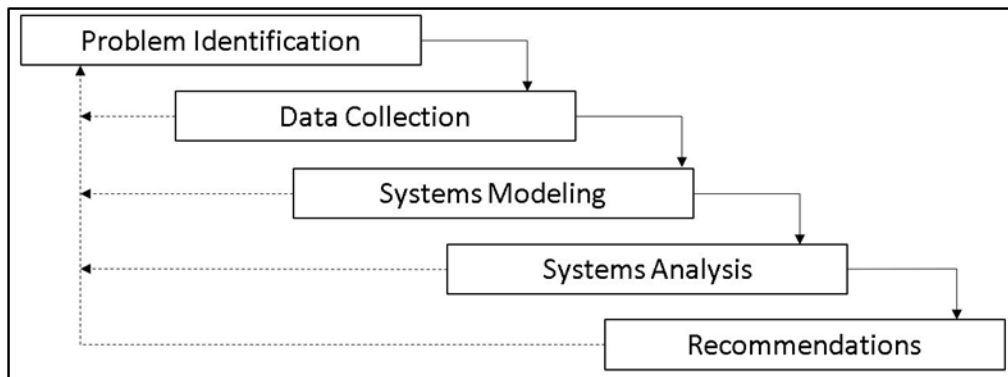 Problem Identification
Data Collection
Systems Modeling
Systems Analysis
Recommendations